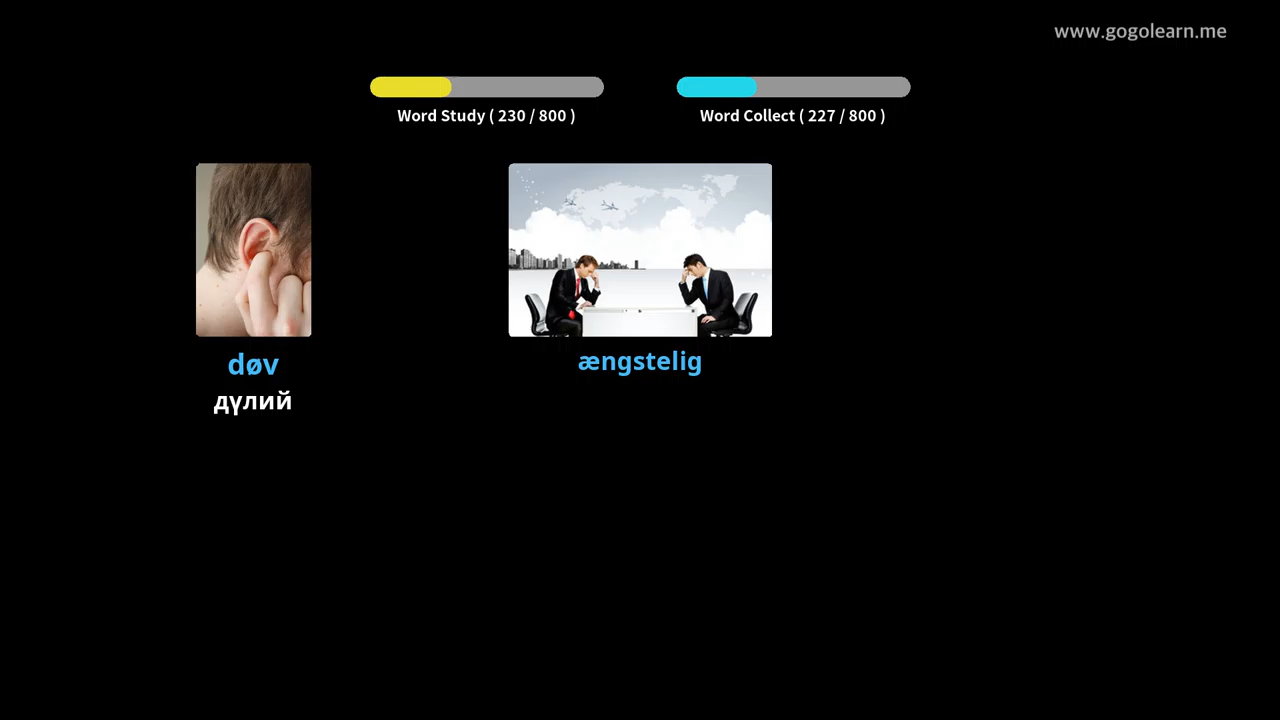 www.gogolearn.me
Word Study ( 230 / 800 )
Word Collect ( 227 / 800 )
døv
дүлий
ængstelig